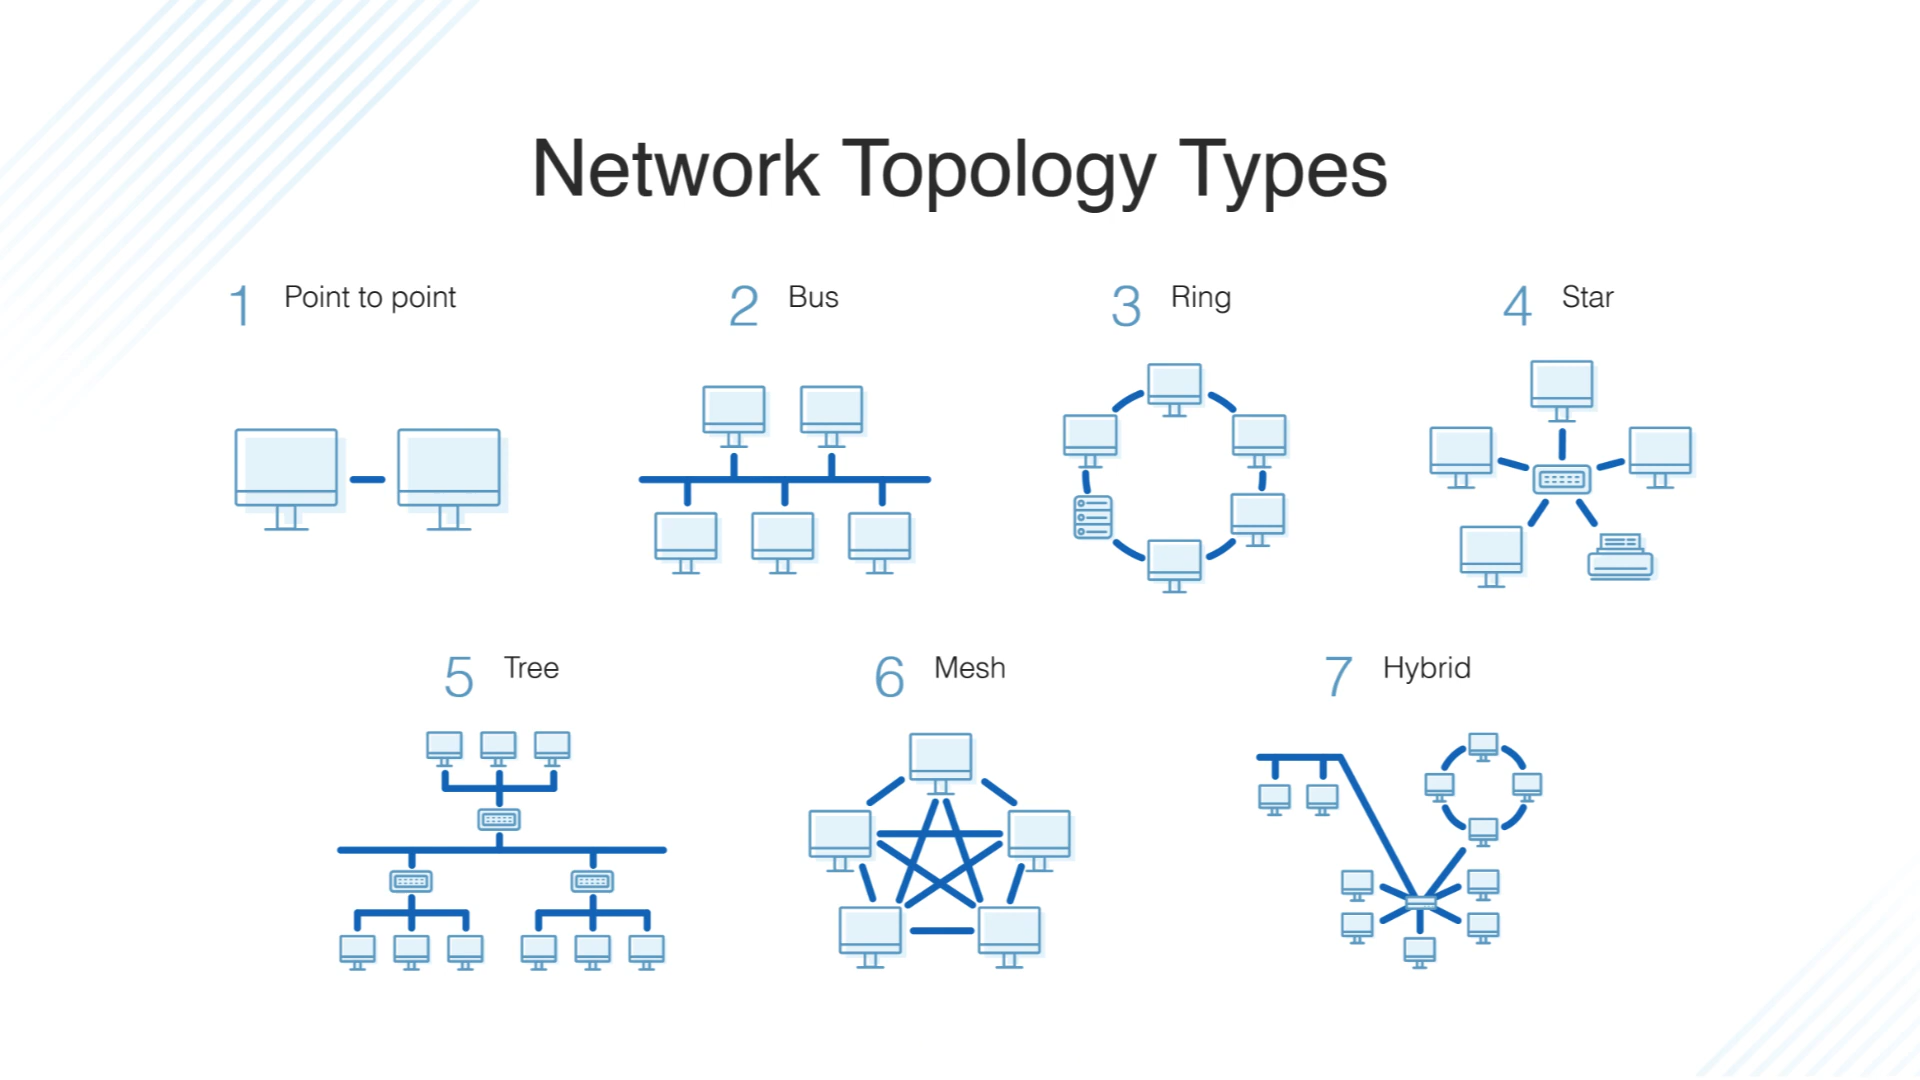 Network Topology Types
1 Point to point
2 Bus
3 Ring
4 Star
5 Tree
6 Mesh
7 Hybrid